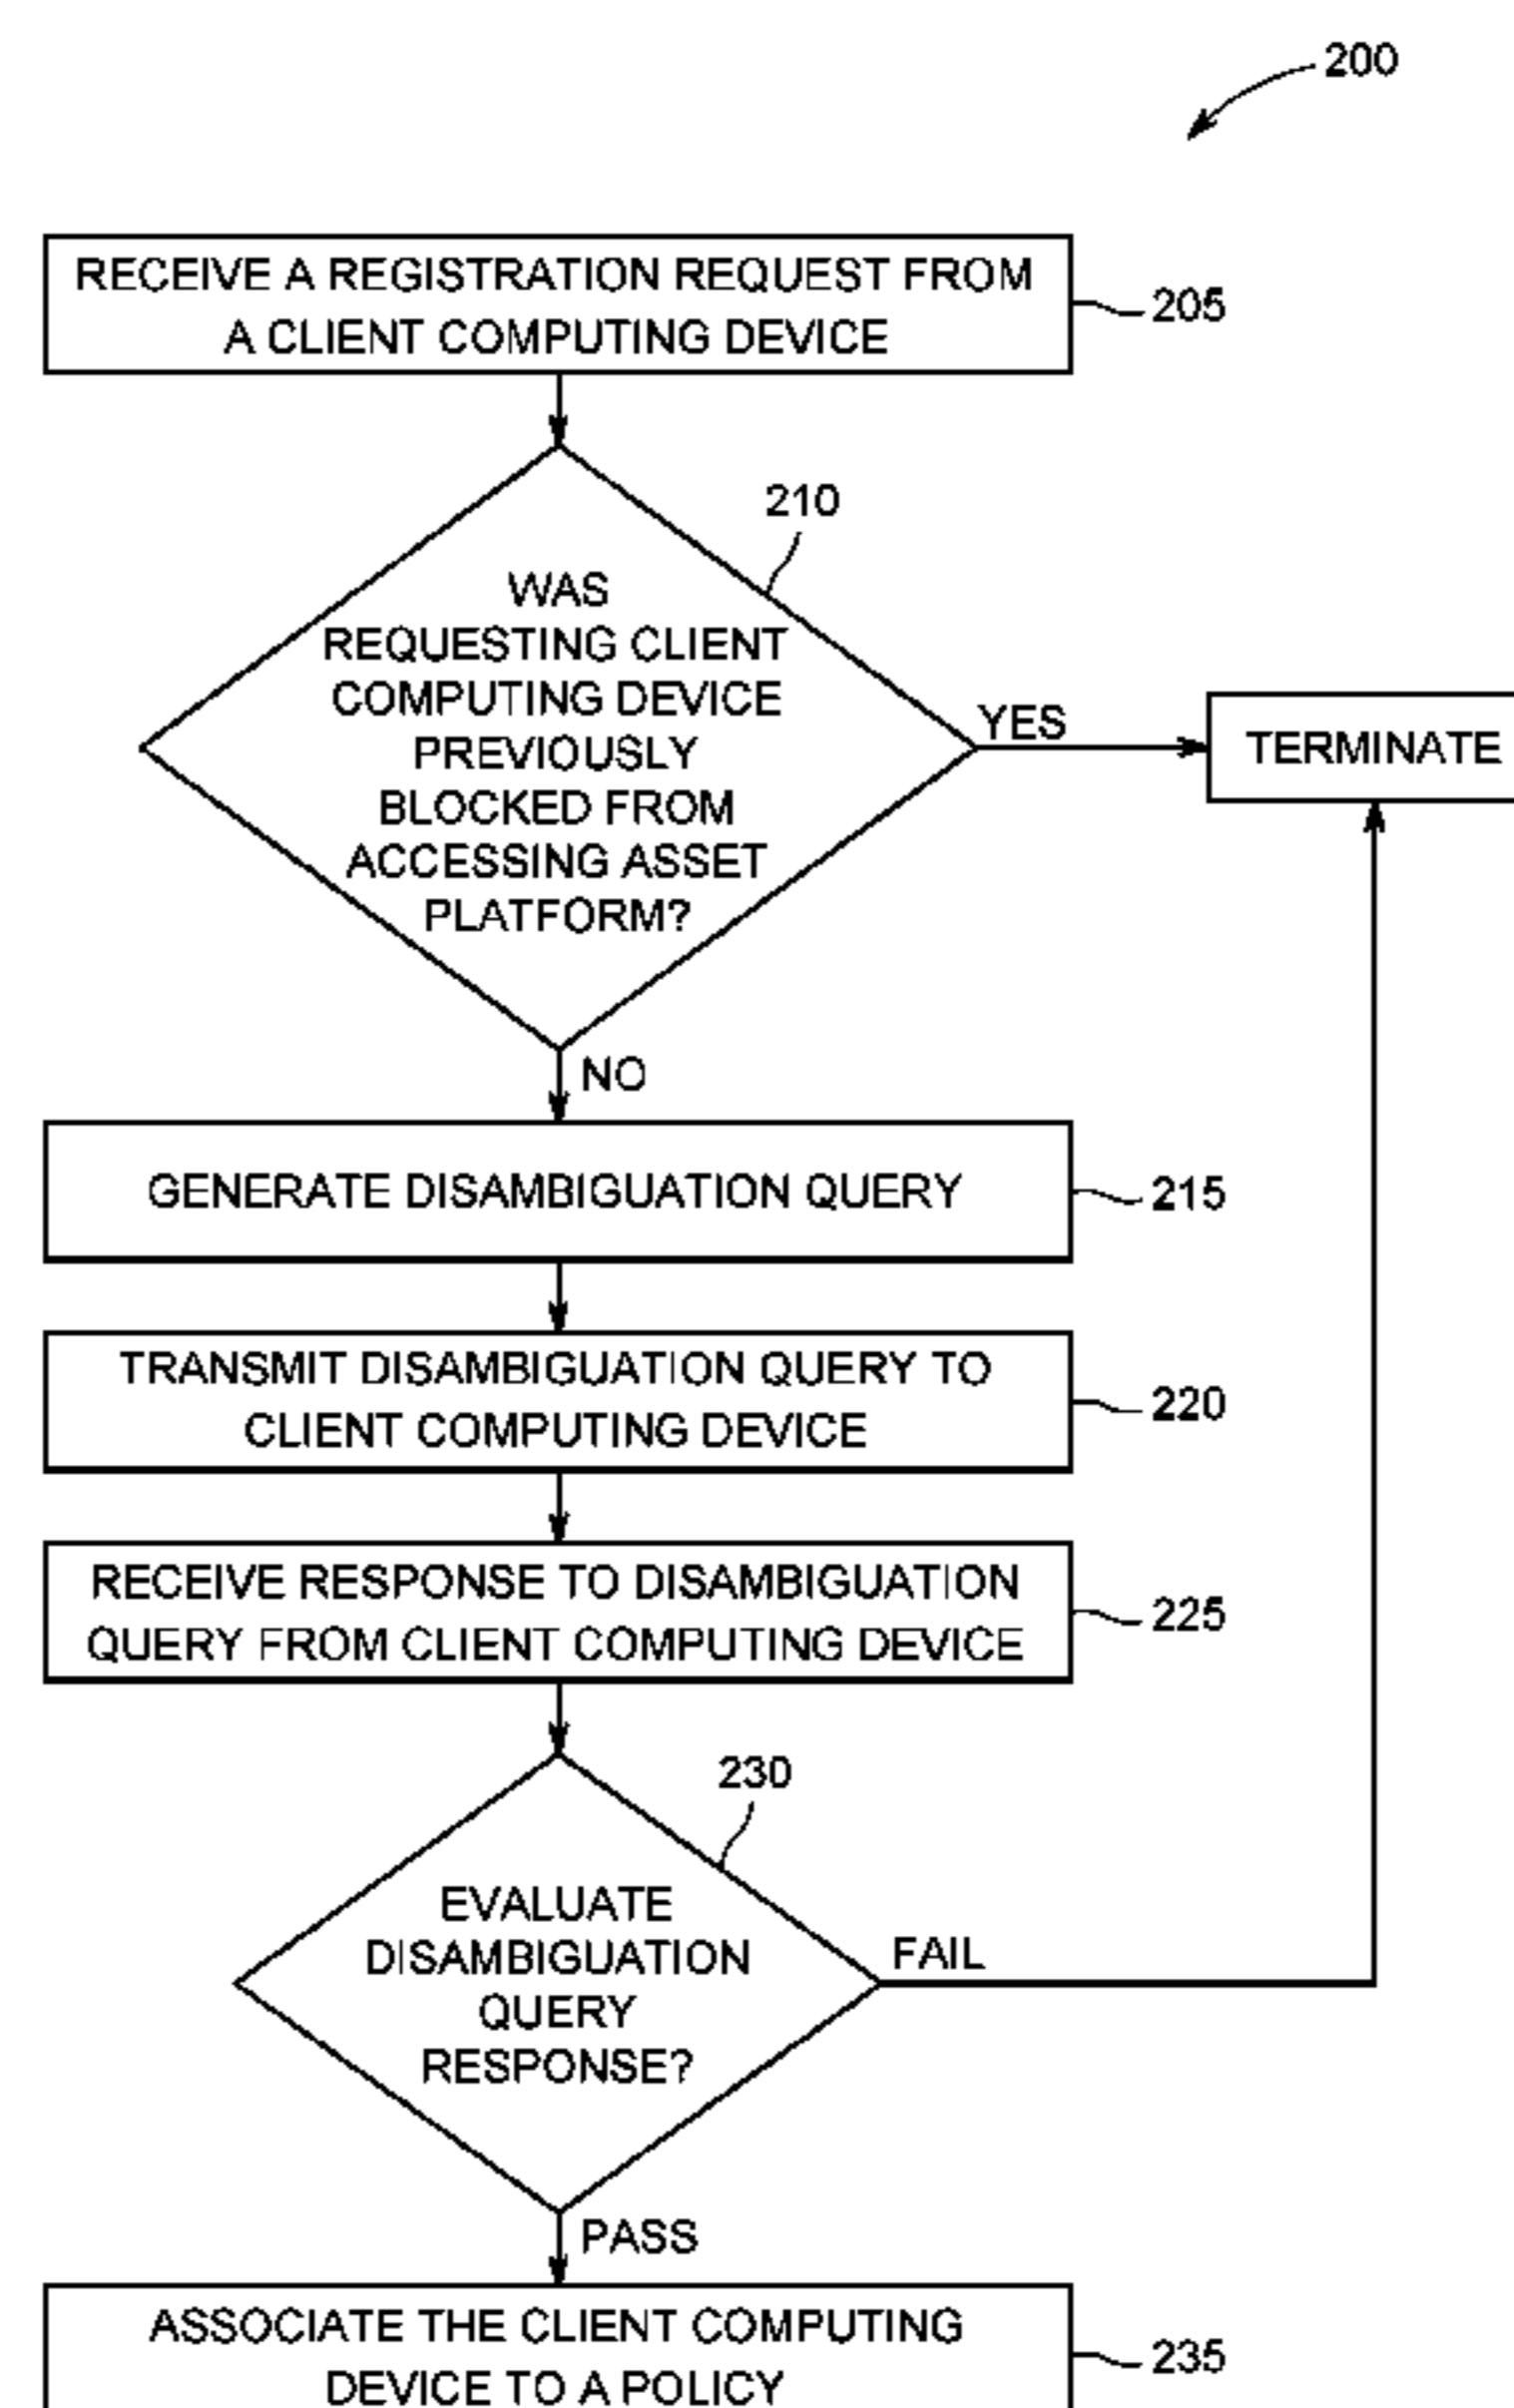 200
RECEIVE A REGISTRATION REQUEST FROM
A CLIENT COMPUTING DEVICE
205
210
WAS
REQUESTING CLIENT
COMPUTING DEVICE
PREVIOUSLY
BLOCKED FROM
ACCESSING ASSET
PLATFORM?
YES
TERMINATE
NO
GENERATE DISAMBIGUATION QUERY
215
TRANSMIT DISAMBIGUATION QUERY TO
CLIENT COMPUTING DEVICE
220
RECEIVE RESPONSE TO DISAMBIGUATION
QUERY FROM CLIENT COMPUTING DEVICE
225
230
EVALUATE
DISAMBIGUATION
QUERY
RESPONSE?
FAIL
PASS
ASSOCIATE THE CLIENT COMPUTING
DEVICE TO A POLICY
235